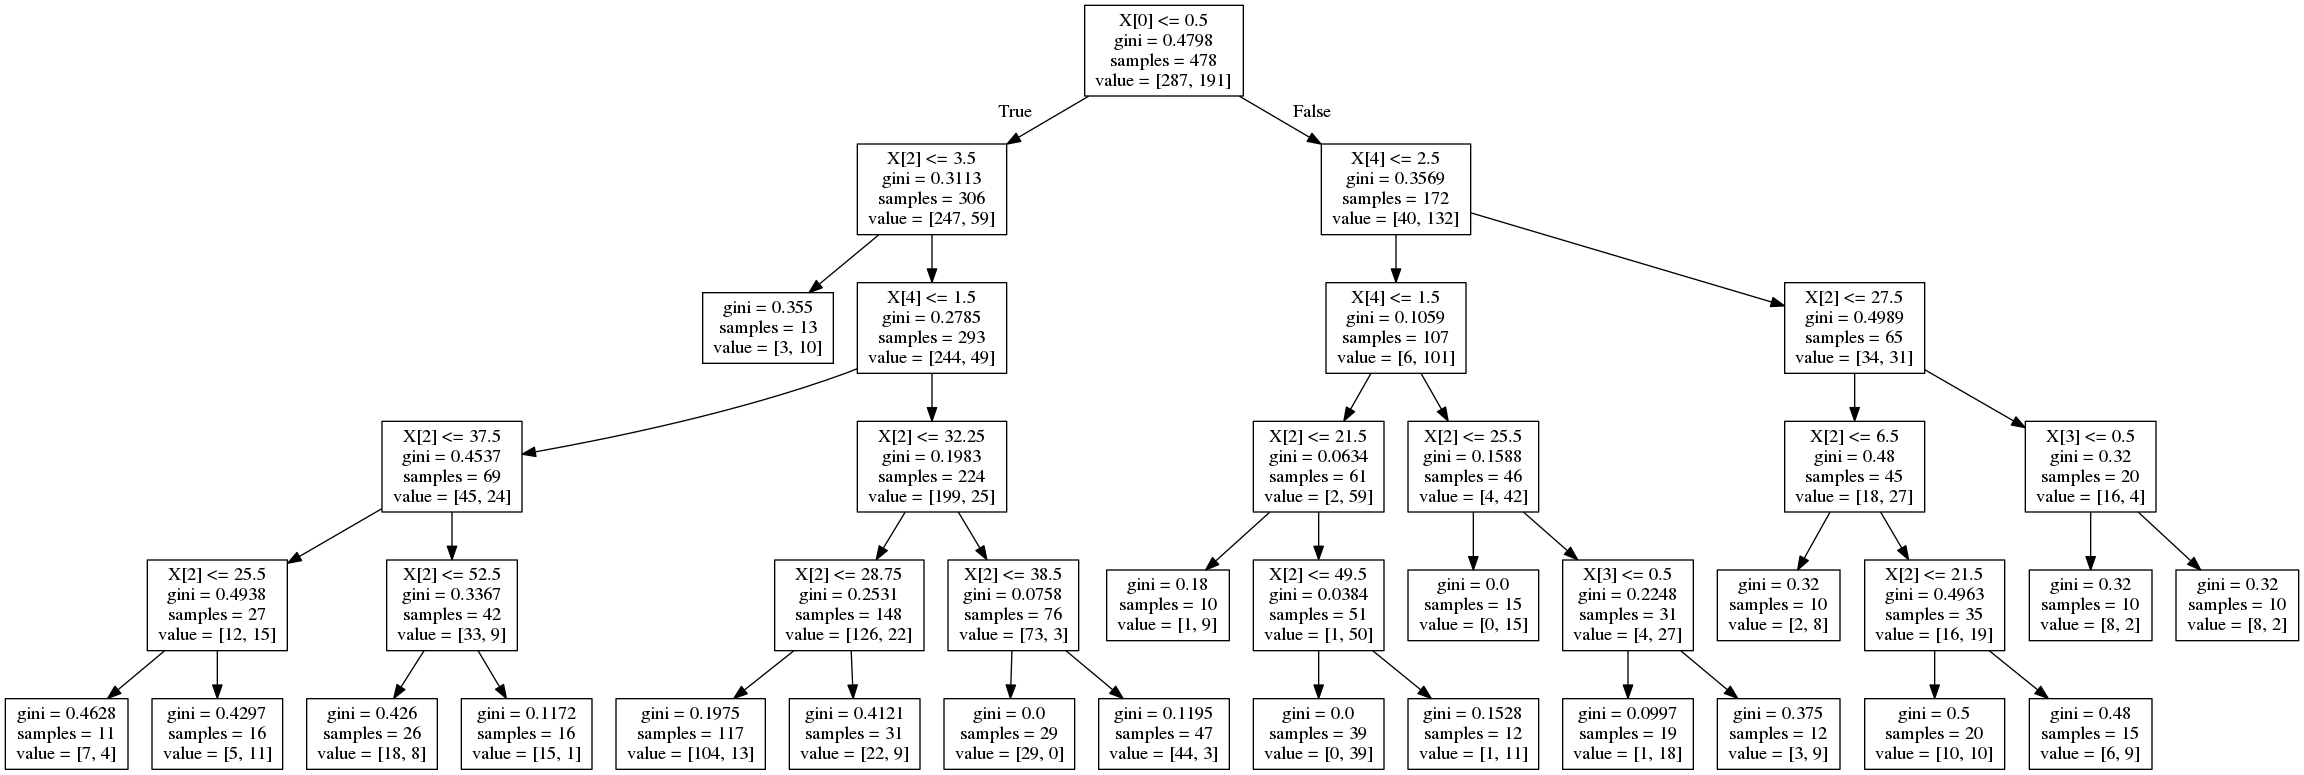 X[0] <= 0.5
gini = 0.4798
samples = 478
value = [287, 191]
True
False
X[2] <= 3.5
gini = 0.3113
samples = 306
value = [247, 59]
X[4] <= 2.5
gini = 0.3569
samples = 172
value = [40, 132]
gini = 0.355
samples = 13
value = [3, 10]
X[4] <= 1.5
gini = 0.2785
samples = 293
value = [244, 49]
X[4] <= 1.5
gini = 0.1059
samples = 107
value = [6, 101]
X[2] <= 27.5
gini = 0.4989
samples = 65
value = [34, 31]
X[2] <= 37.5
gini = 0.4537
samples = 69
value = [45, 24]
X[2] <= 32.25
gini = 0.1983
samples = 224
value = [199, 25]
X[2] <= 21.5
gini = 0.0634
samples = 61
value = [2, 59]
X[2] <= 25.5
gini = 0.1588
samples = 46
value = [4, 42]
X[2] <= 6.5
gini = 0.48
samples = 45
value = [18, 27]
X[3] <= 0.5
gini = 0.32
samples = 20
value = [16, 4]
X[2] <= 25.5
gini = 0.4938
samples = 27
value = [12, 15]
X[2] <= 52.5
gini = 0.3367
samples = 42
value = [33, 9]
X[2] <= 28.75
gini = 0.2531
samples = 148
value = [126, 22]
X[2] <= 38.5
gini = 0.0758
samples = 76
value = [73, 3]
gini = 0.18
samples = 10
value = [1, 9]
X[2] <= 49.5
gini = 0.0384
samples = 51
value = [1, 50]
gini = 0.0
samples = 15
value = [0, 15]
X[3] <= 0.5
gini = 0.2248
samples = 31
value = [4, 27]
gini = 0.32
samples = 10
value = [2, 8]
X[2] <= 21.5
gini = 0.4963
samples = 35
value = [16, 19]
gini = 0.32
samples = 10
value = [8, 2]
gini = 0.32
samples = 10
value = [8, 2]
gini = 0.4628
samples = 11
value = [7, 4]
gini = 0.4297
samples = 16
value = [5, 11]
gini = 0.426
samples = 26
value = [18, 8]
gini = 0.1172
samples = 16
value = [15, 1]
gini = 0.1975
samples = 117
value = [104, 13]
gini = 0.4121
samples = 31
value = [22, 9]
gini = 0.0
samples = 29
value = [29, 0]
gini = 0.1195
samples = 47
value = [44, 3]
gini = 0.0
samples = 39
value = [0, 39]
gini = 0.1528
samples = 12
value = [1, 11]
gini = 0.0997
samples = 19
value = [1, 18]
gini = 0.375
samples = 12
value = [3, 9]
gini = 0.5
samples = 20
value = [10, 10]
gini = 0.48
samples = 15
value = [6, 9]